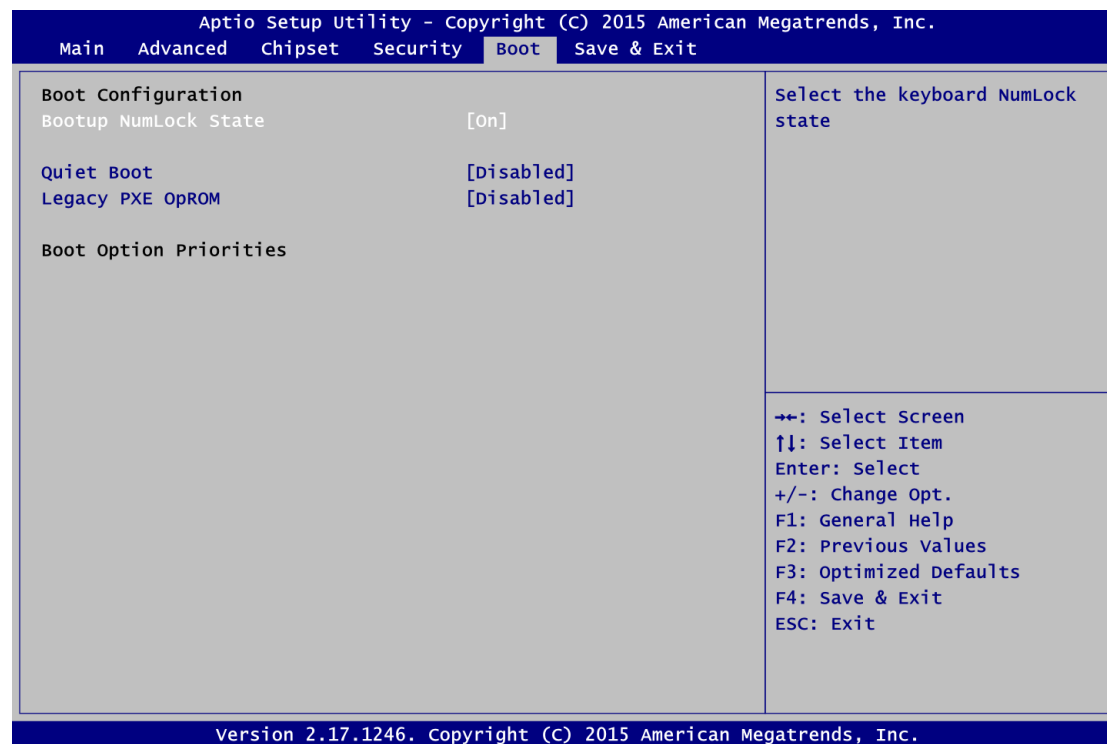 Aptio Setup Utility - Copyright (C) 2015 American Megatrends, Inc.
Main Advanced Chipset Security Boot Save & Exit
Boot Configuration
Bootup NumLock State [On]
Quiet Boot [Disabled]
Legacy PXE OpROM [Disabled]
Boot Option Priorities
Select the keyboard NumLock
state
→←: Select Screen
↑↓: Select Item
Enter: Select
+/-: Change Opt.
F1: General Help
F2: Previous Values
F3: Optimized Defaults
F4: Save & Exit
ESC: Exit
Version 2.17.1246. Copyright (C) 2015 American Megatrends, Inc.